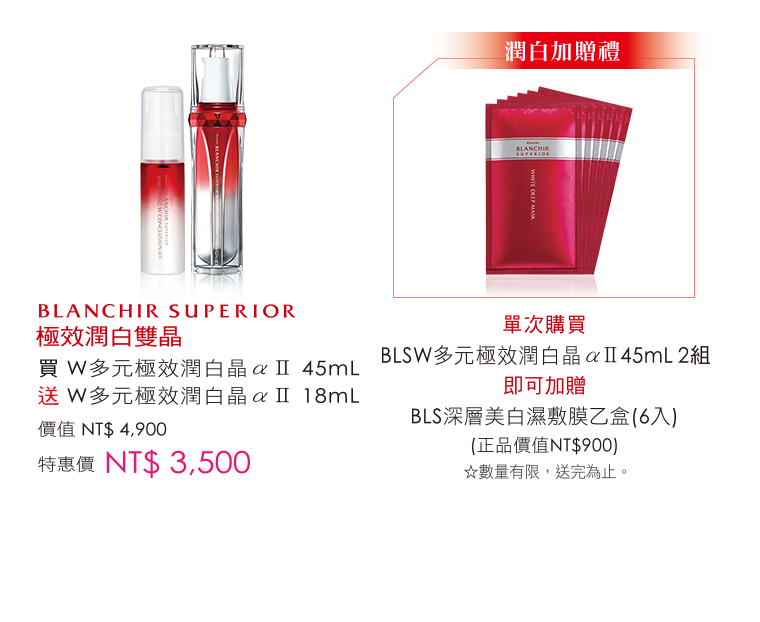 潤白加贈禮
BLANCHIR
SUPERIOR
WHITE DEEP MASK
BLANCHIR SUPERIOR
極效潤白雙晶
買 W多元極效潤白晶αⅡ 45mL
送 W多元極效潤白晶αⅡ 18mL
價值 NT$ 4,900
特惠價 NT$ 3,500
單次購買
BLSW多元極效潤白晶αⅡ45mL 2組
即可加贈
BLS深層美白濕敷膜乙盒(6入)
(正品價值NT$900)
☆數量有限，送完為止。